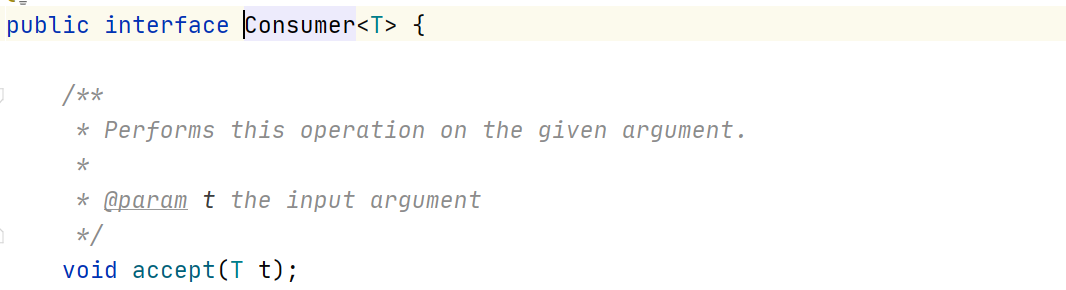 public interface Consumer<T> {
/**
* Performs this operation on the given argument.
*
* @param t the input argument
*/
void accept(T t);